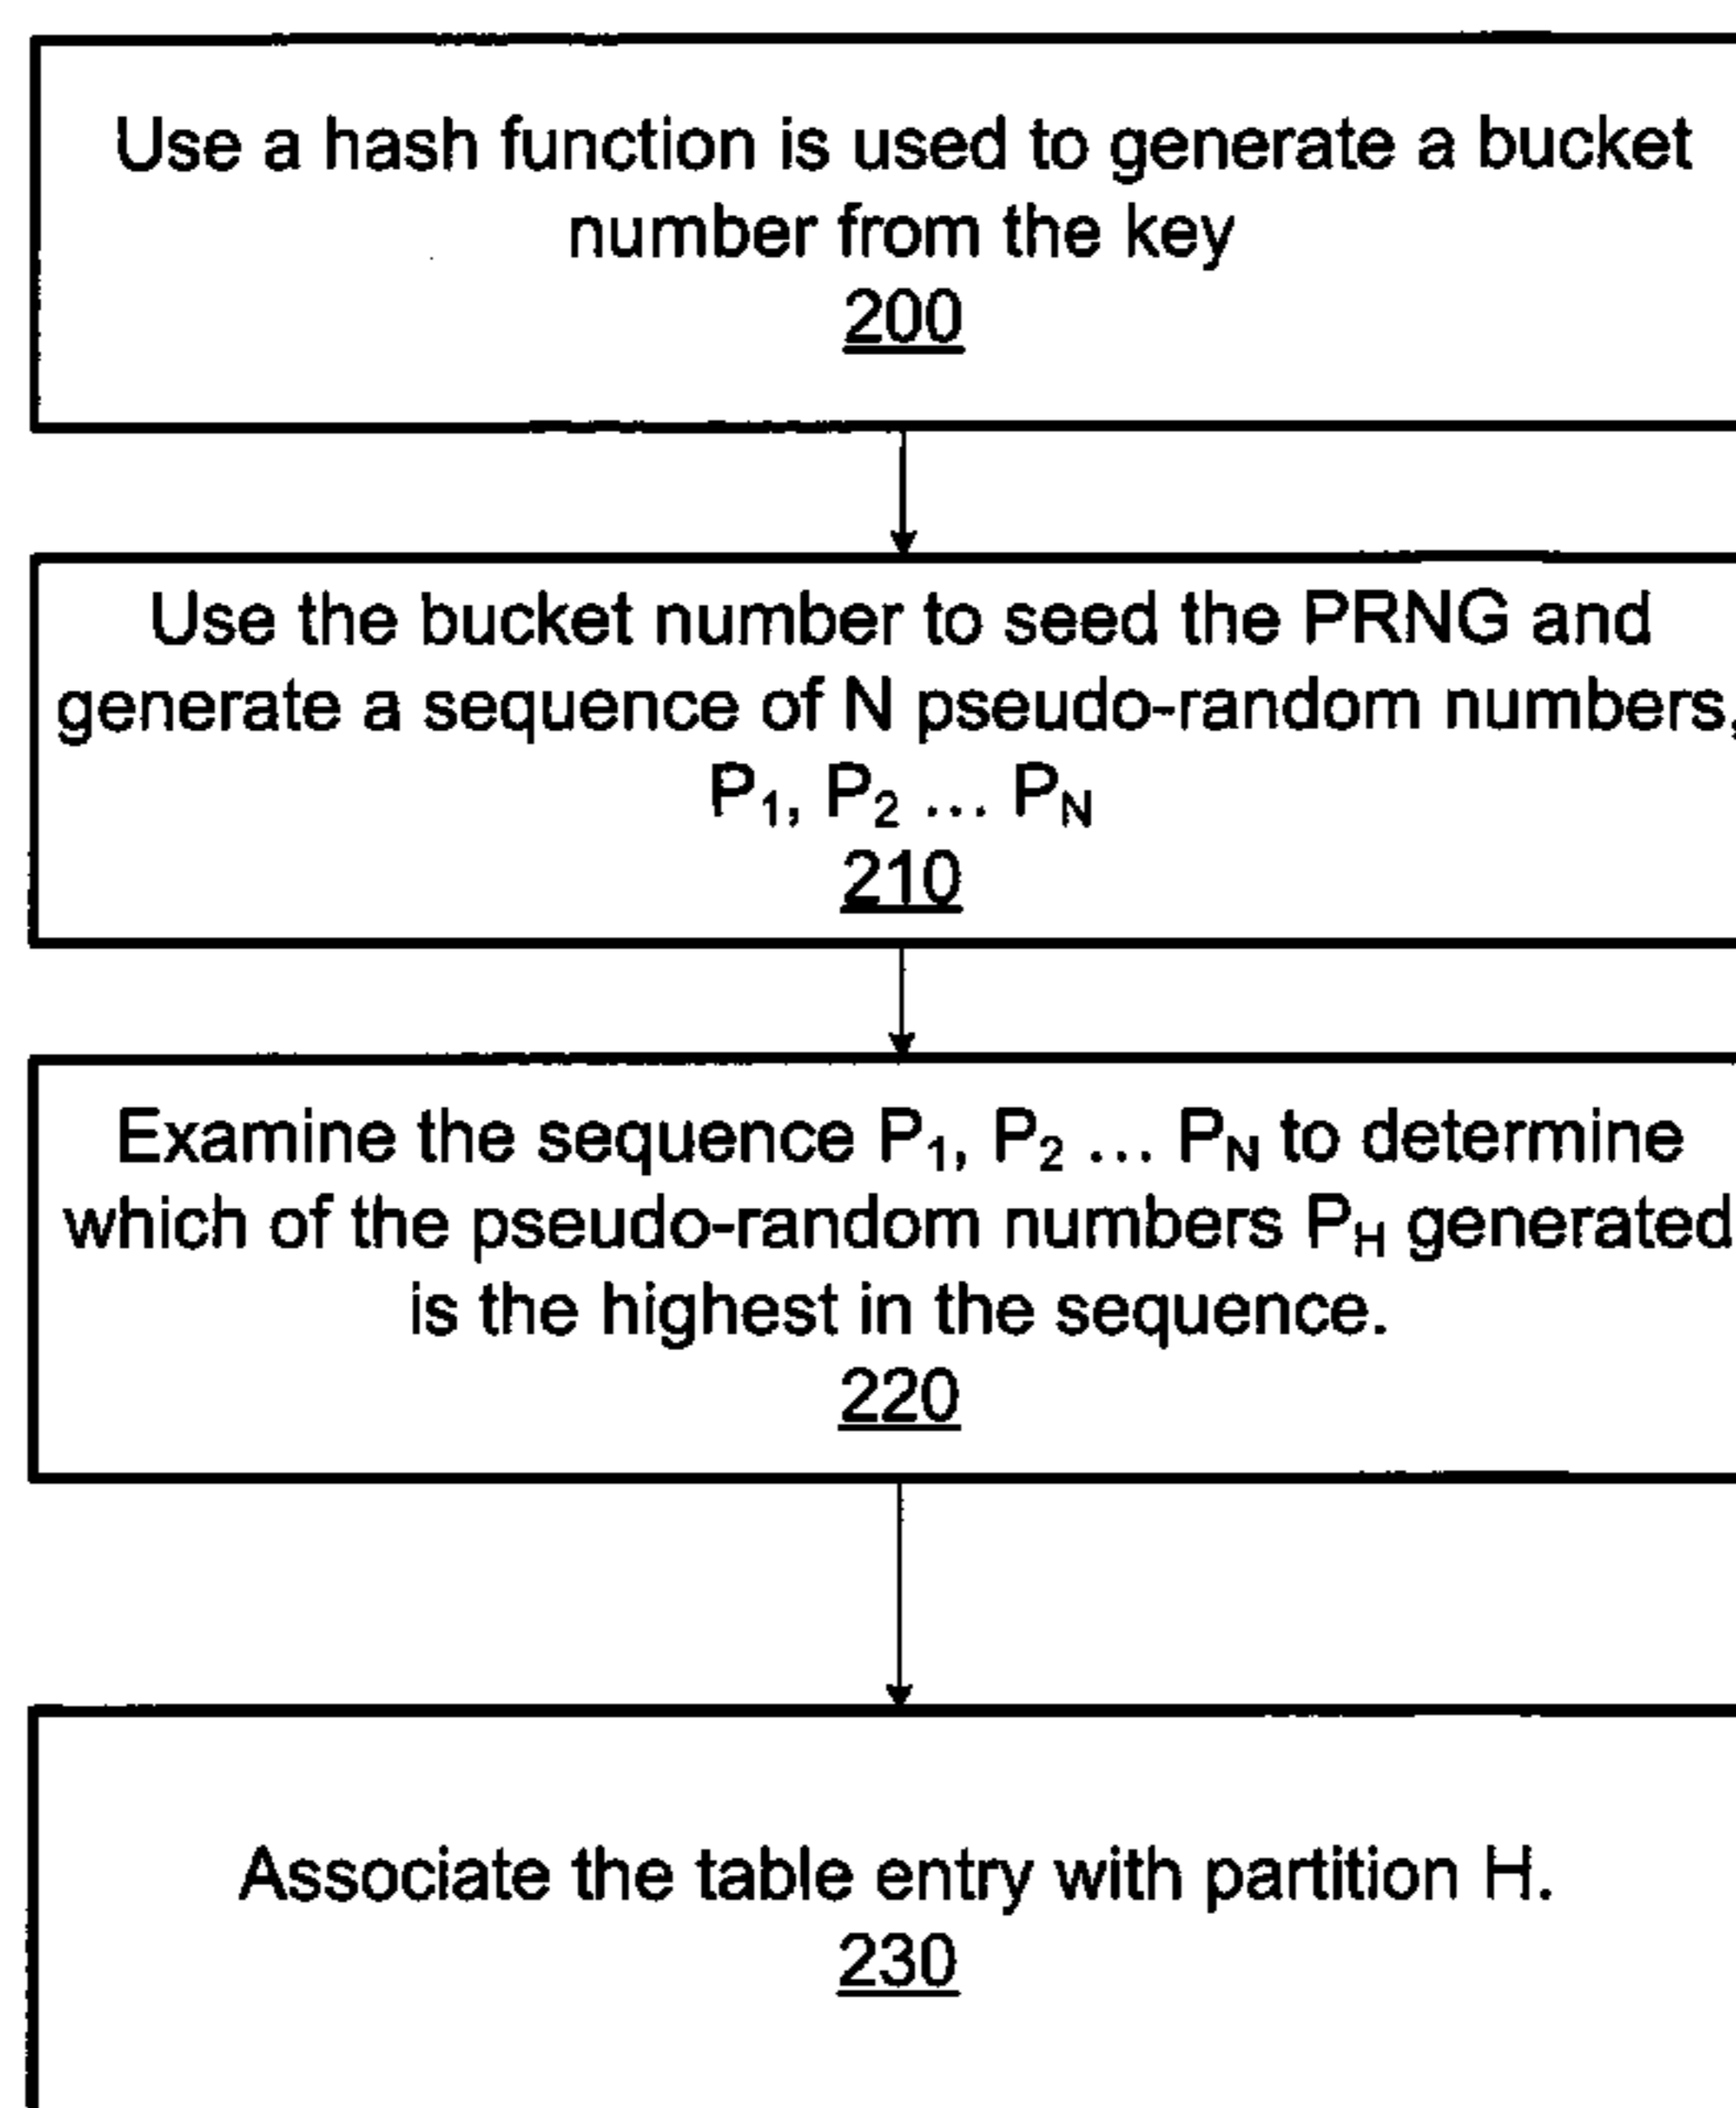 Use a hash function is used to generate a bucket
number from the key
200
Use the bucket number to seed the PRNG and
generate a sequence of N pseudo-random numbers,
P₁, P₂ … P_N
210
Examine the sequence P₁, P₂ … P_N to determine
which of the pseudo-random numbers P_H generated
is the highest in the sequence.
220
Associate the table entry with partition H.
230